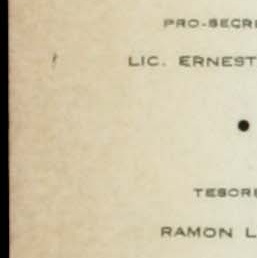 PRO-SECRE
LIC. ERNEST
TESORE
RAMON L